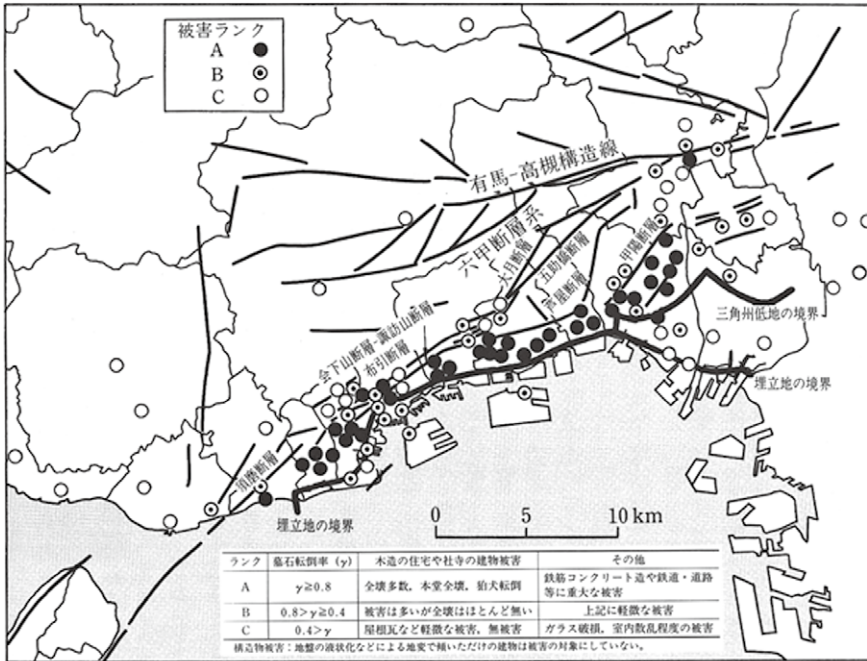 被害ランク
A
B
C
有馬-高槻構造線
六甲断層系
大月断層
五助橋断層
芦屋断層
甲陽断層
三角州低地の境界
会下山断層-諏訪山断層
布引断層
埋立地の境界
須磨断層
埋立地の境界
0 5 10km
ランク 墓石転倒率(γ) 木造の住宅や社寺の建物被害 その他
A γ≧0.8 全壊多数,本堂全壊,狛犬転倒 鉄筋コンクリート造や鉄道・道路等に重大な被害
B 0.8>γ≧0.4 被害は多いが全壊はほとんど無い 上記に軽微な被害
C 0.4>γ 屋根瓦など軽微な被害,無被害 ガラス破損,室内散乱程度の被害
構造物被害:地盤の液状化などによる地変で傾いただけの建物は被害の対象にしていない。